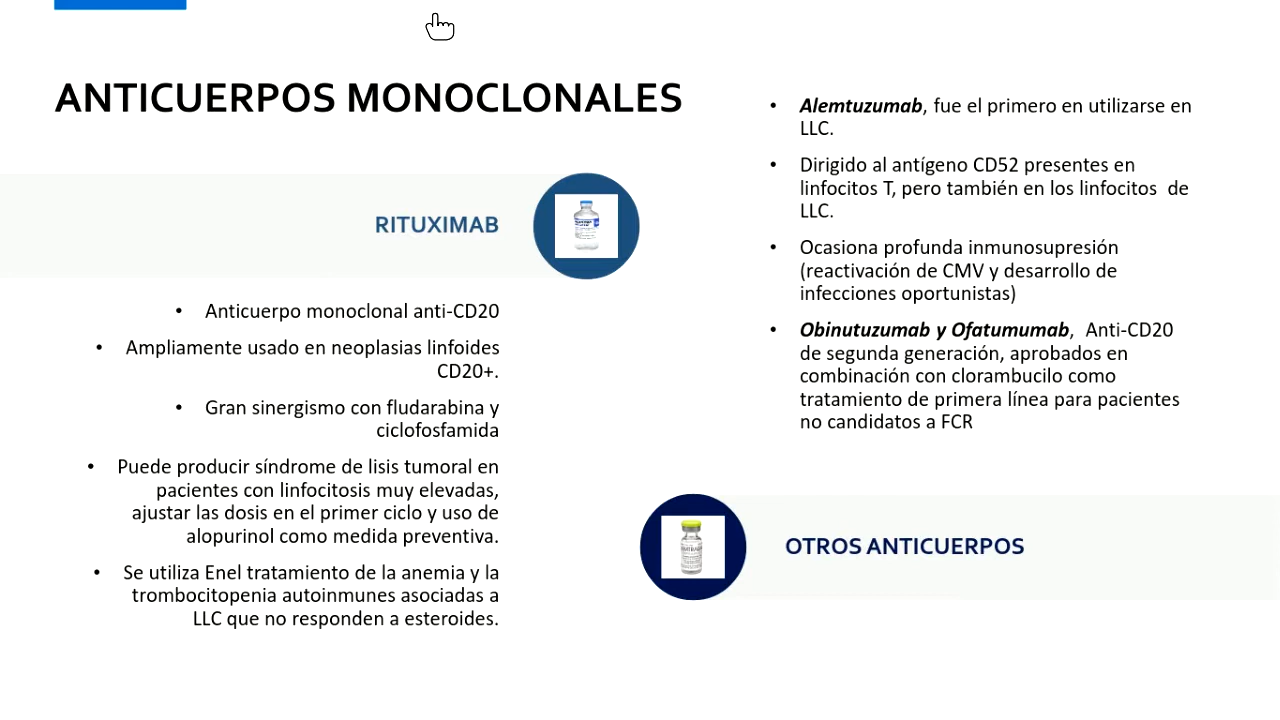 ANTICUERPOS MONOCLONALES
RITUXIMAB
• Anticuerpo monoclonal anti-CD20
• Ampliamente usado en neoplasias linfoides
CD20+.
• Gran sinergismo con fludarabina y
ciclofosfamida
• Puede producir síndrome de lisis tumoral en
pacientes con linfocitosis muy elevadas,
ajustar las dosis en el primer ciclo y uso de
alopurinol como medida preventiva.
• Se utiliza Enel tratamiento de la anemia y la
trombocitopenia autoinmunes asociadas a
LLC que no responden a esteroides.
• Alemtuzumab, fue el primero en utilizarse en
LLC.
• Dirigido al antígeno CD52 presentes en
linfocitos T, pero también en los linfocitos de
LLC.
• Ocasiona profunda inmunosupresión
(reactivación de CMV y desarrollo de
infecciones oportunistas)
• Obinutuzumab y Ofatumumab, Anti-CD20
de segunda generación, aprobados en
combinación con clorambucilo como
tratamiento de primera línea para pacientes
no candidatos a FCR
OTROS ANTICUERPOS